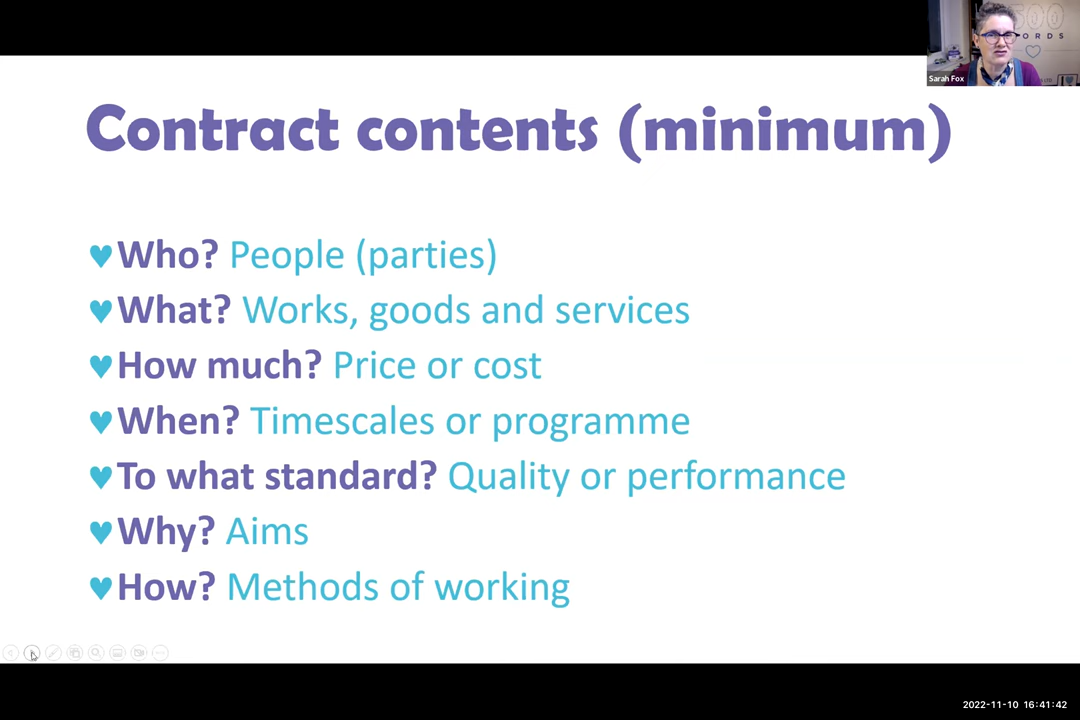 Contract contents (minimum)
Who? People (parties)
What? Works, goods and services
How much? Price or cost
When? Timescales or programme
To what standard? Quality or performance
Why? Aims
How? Methods of working
500
ORDS
Sarah Fox
2022-11-10 16:41:42